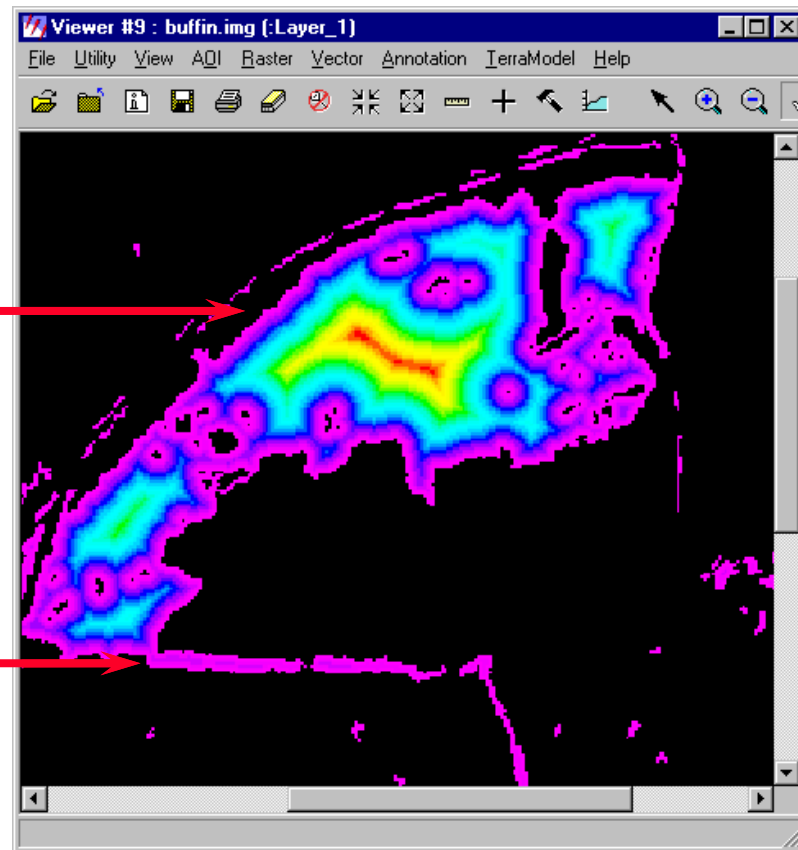 Viewer #9 : buffin.img (:Layer_1)
File Utility View AOI Raster Vector Annotation TerraModel Help